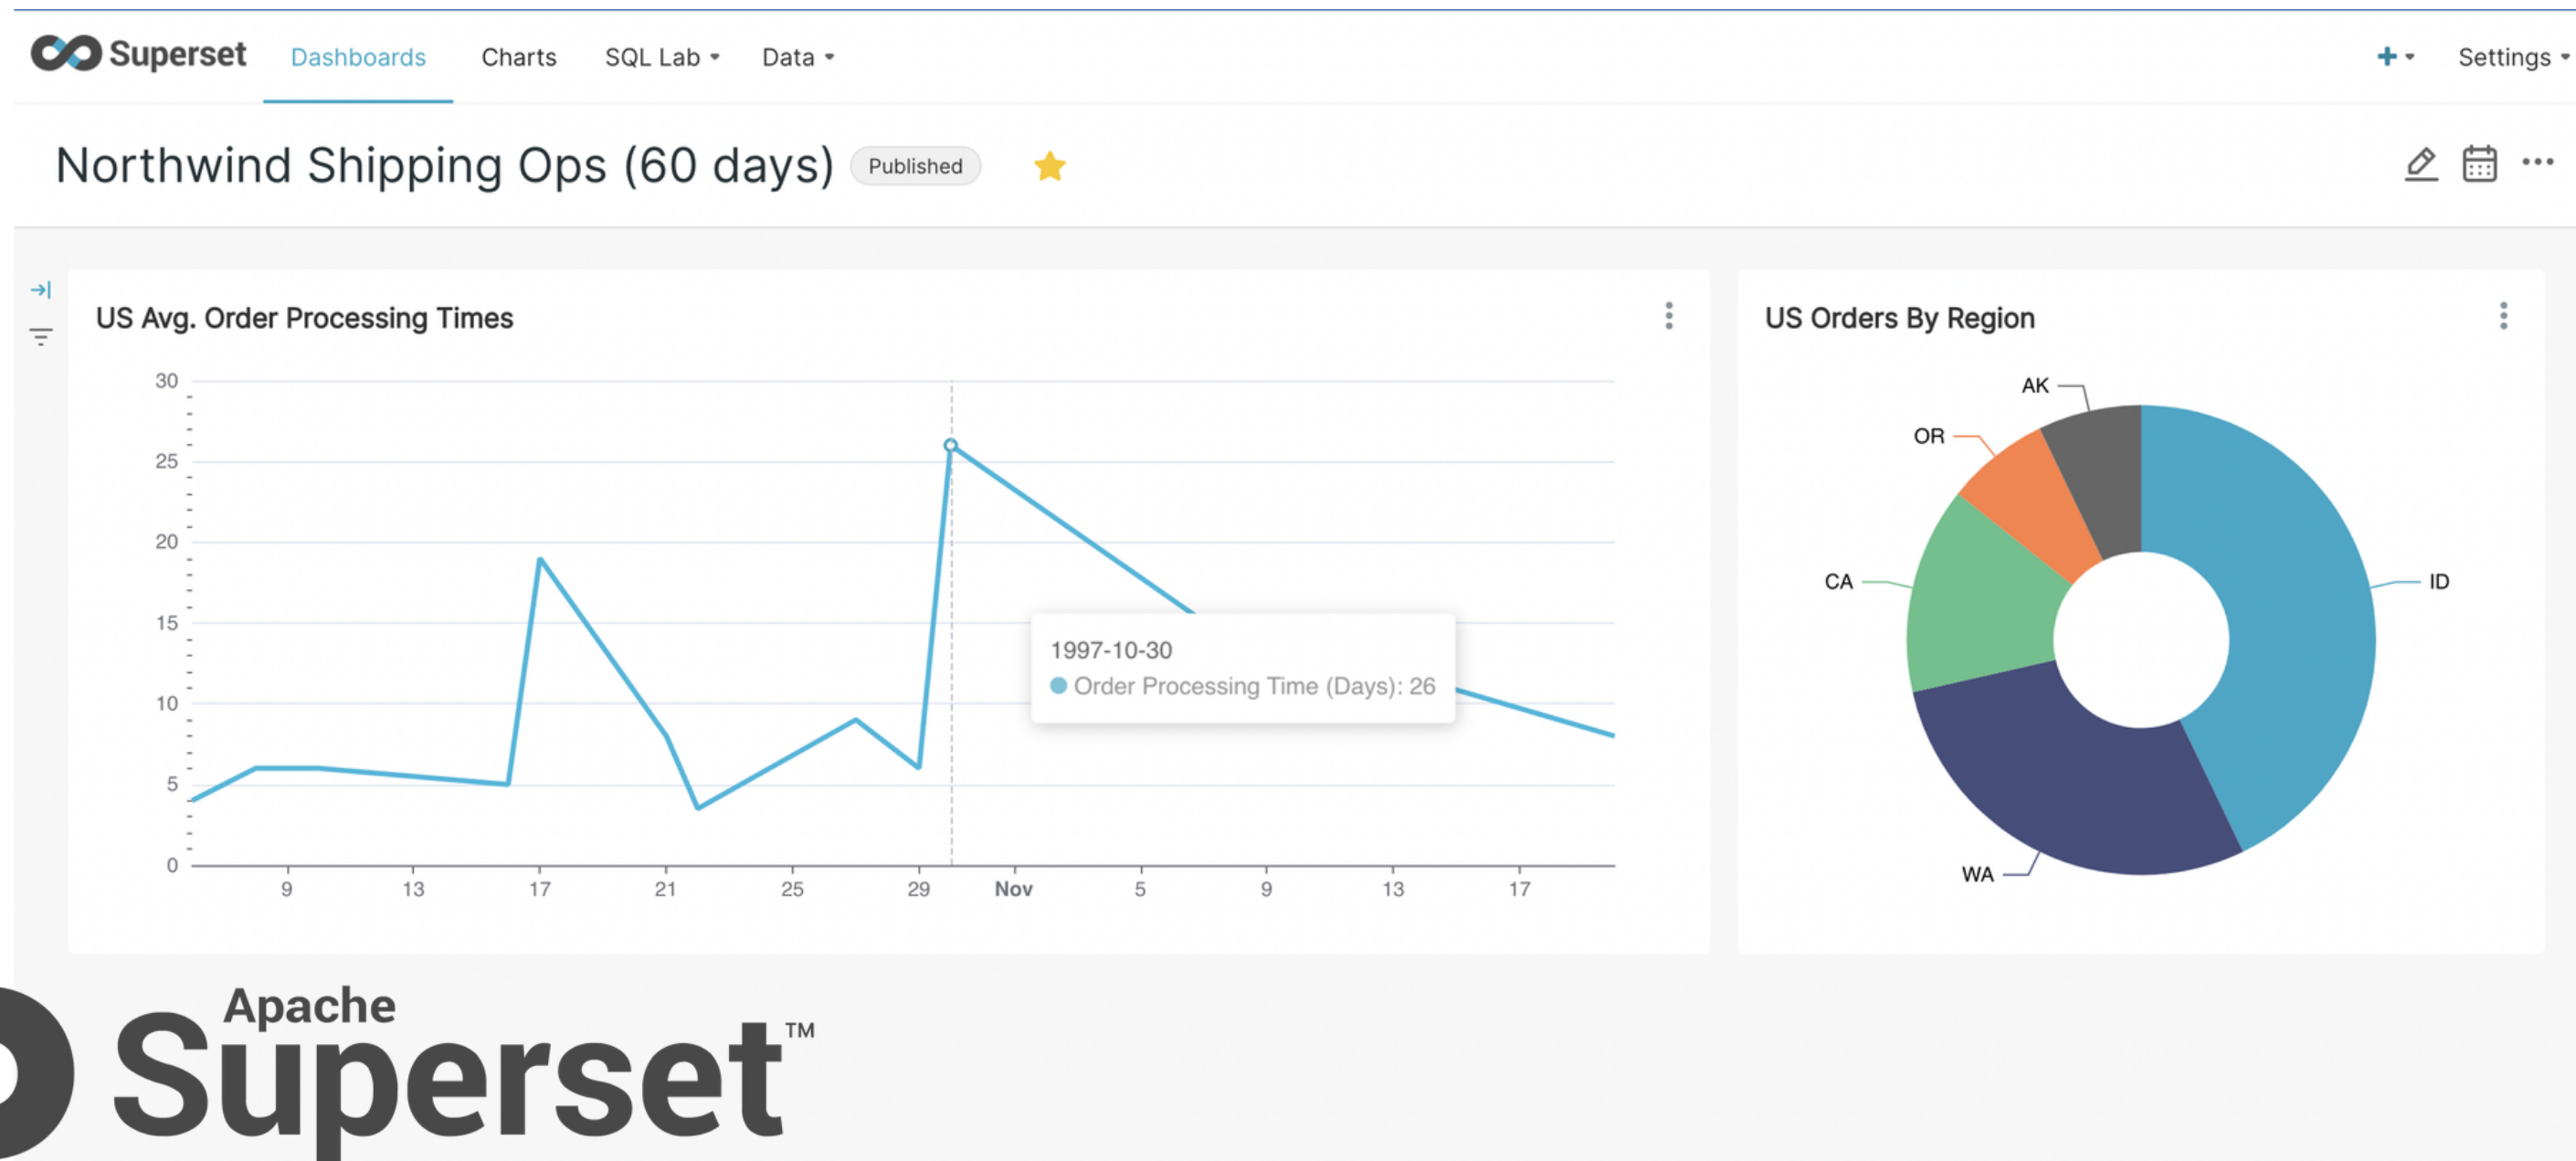 Superset Dashboards Charts SQL Lab Data Settings
Northwind Shipping Ops (60 days) Published
US Avg. Order Processing Times
30
25
20
15
10
5
0
9 13 17 21 25 29 Nov 5 9 13 17
1997-10-30
Order Processing Time (Days): 26
US Orders By Region
AK
OR
CA
ID
WA
Apache
Superset™